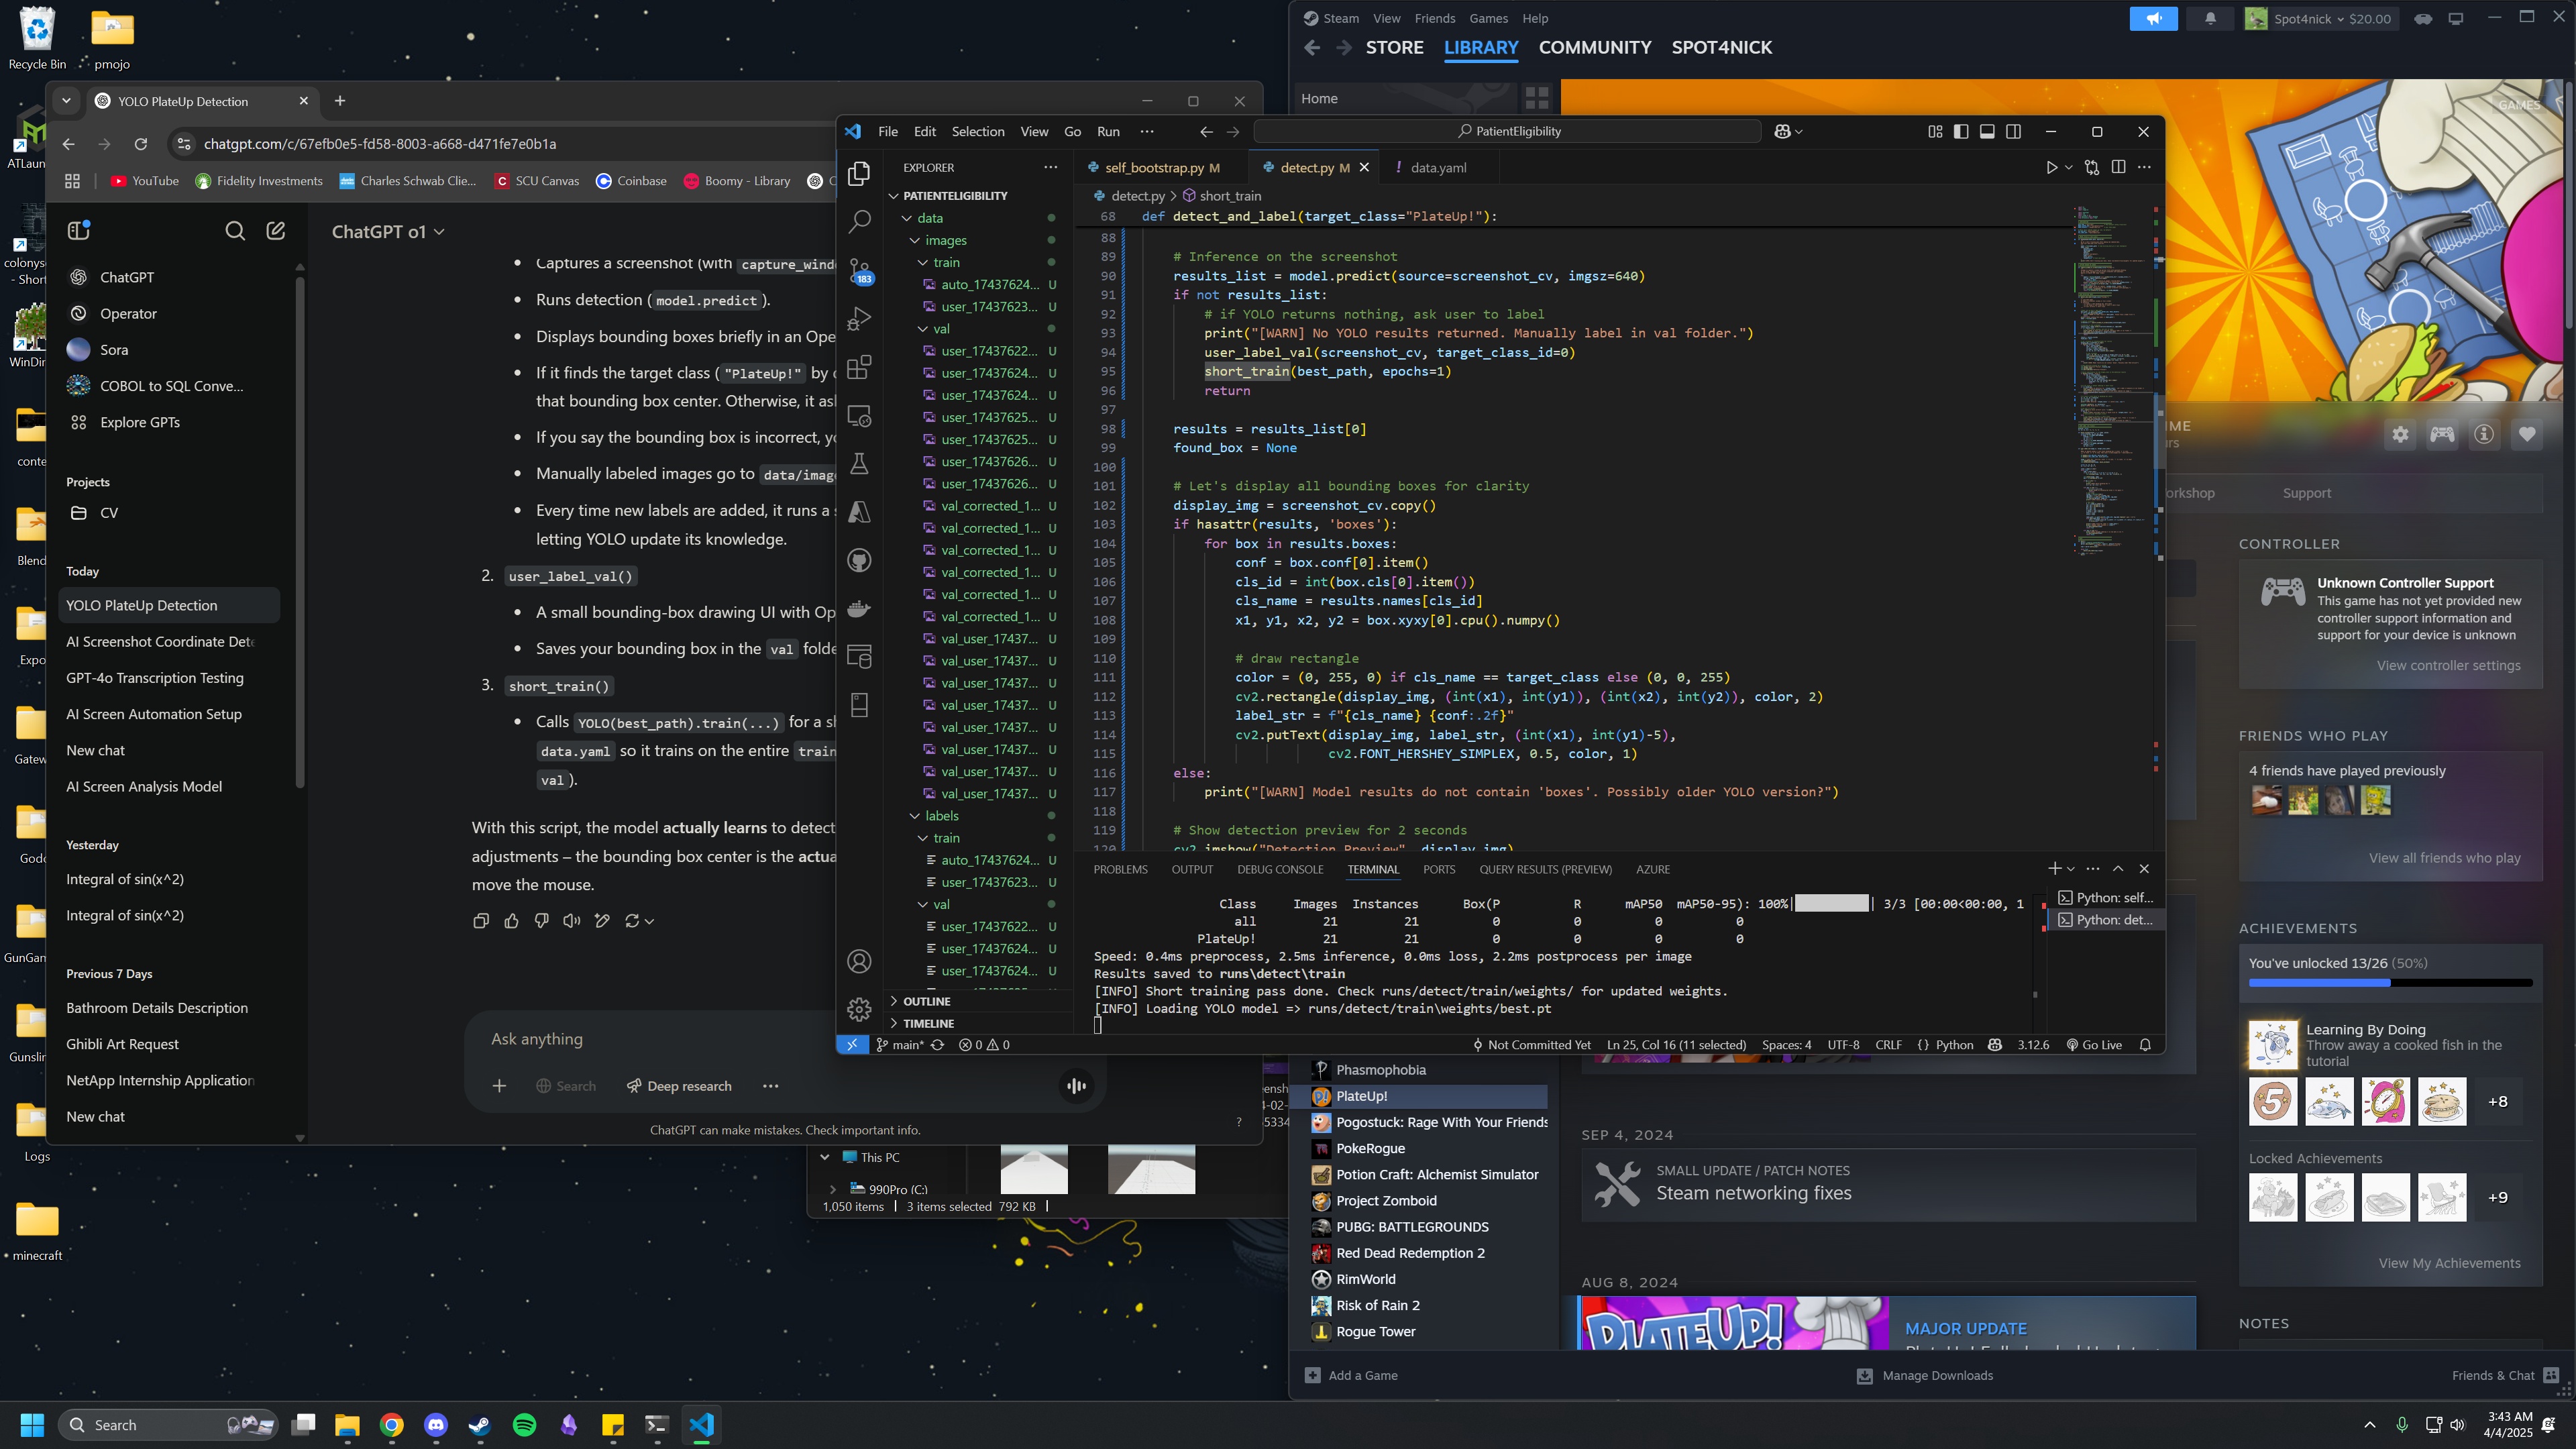 Recycle Bin
pmojo
ATLaun
colonys
- Short
WinDir
conte
Blend
Expo
Gatew
Godo
GunGam
Gunslin
Logs
minecraft
YOLO PlateUp Detection
chatgpt.com/c/67efb0e5-fd58-8003-a668-d471fe7e0b1a
YouTube
Fidelity Investments
Charles Schwab Clie...
SCU Canvas
Coinbase
Boomy - Library
ChatGPT
Operator
Sora
COBOL to SQL Conve...
Explore GPTs
Projects
CV
Today
YOLO PlateUp Detection
AI Screenshot Coordinate Dete
GPT-4o Transcription Testing
AI Screen Automation Setup
New chat
AI Screen Analysis Model
Yesterday
Integral of sin(x^2)
Integral of sin(x^2)
Previous 7 Days
Bathroom Details Description
Ghibli Art Request
NetApp Internship Application
New chat
ChatGPT o1
Captures a screenshot (with capture_windo
Runs detection (model.predict).
Displays bounding boxes briefly in an Ope
If it finds the target class ("PlateUp!" by d
that bounding box center. Otherwise, it as
If you say the bounding box is incorrect, yo
Manually labeled images go to data/image
Every time new labels are added, it runs a s
letting YOLO update its knowledge.
2. user_label_val()
A small bounding-box drawing UI with Op
Saves your bounding box in the val folde
3. short_train()
Calls YOLO(best_path).train(...) for a sh
data.yaml so it trains on the entire train
val ).
With this script, the model actually learns to detect
adjustments – the bounding box center is the actua
move the mouse.
Ask anything
Search
Deep research
ChatGPT can make mistakes. Check important info.
?
File Edit Selection View Go Run
PatientEligibility
EXPLORER
PATIENTELIGIBILITY
data
images
train
auto_17437624... U
user_17437623... U
val
user_17437622... U
user_17437624... U
user_17437624... U
user_17437625... U
user_17437625... U
user_17437626... U
user_17437626... U
val_corrected_1... U
val_corrected_1... U
val_corrected_1... U
val_corrected_1... U
val_corrected_1... U
val_corrected_1... U
val_user_17437... U
val_user_17437... U
val_user_17437... U
val_user_17437... U
val_user_17437... U
val_user_17437... U
val_user_17437... U
val_user_17437... U
labels
train
auto_17437624... U
user_17437623... U
val
user_17437622... U
user_17437624... U
user_17437624... U
OUTLINE
TIMELINE
183
self_bootstrap.py M
detect.py M
data.yaml
detect.py > short_train
68 def detect_and_label(target_class="PlateUp!"):
88
89 # Inference on the screenshot
90 results_list = model.predict(source=screenshot_cv, imgsz=640)
91 if not results_list:
92 # if YOLO returns nothing, ask user to label
93 print("[WARN] No YOLO results returned. Manually label in val folder.")
94 user_label_val(screenshot_cv, target_class_id=0)
95 short_train(best_path, epochs=1)
96 return
97
98 results = results_list[0]
99 found_box = None
100
101 # Let's display all bounding boxes for clarity
102 display_img = screenshot_cv.copy()
103 if hasattr(results, 'boxes'):
104 for box in results.boxes:
105 conf = box.conf[0].item()
106 cls_id = int(box.cls[0].item())
107 cls_name = results.names[cls_id]
108 x1, y1, x2, y2 = box.xyxy[0].cpu().numpy()
109
110 # draw rectangle
111 color = (0, 255, 0) if cls_name == target_class else (0, 0, 255)
112 cv2.rectangle(display_img, (int(x1), int(y1)), (int(x2), int(y2)), color, 2)
113 label_str = f"{cls_name} {conf:.2f}"
114 cv2.putText(display_img, label_str, (int(x1), int(y1)-5),
115 cv2.FONT_HERSHEY_SIMPLEX, 0.5, color, 1)
116 else:
117 print("[WARN] Model results do not contain 'boxes'. Possibly older YOLO version?")
118
119 # Show detection preview for 2 seconds
120 cv2.imshow("Detection Preview", display_img)
PROBLEMS OUTPUT DEBUG CONSOLE TERMINAL PORTS QUERY RESULTS (PREVIEW) AZURE
Class Images Instances Box(P R mAP50 mAP50-95): 100%| | 3/3 [00:00<00:00, 1
all 21 21 0 0 0 0
PlateUp! 21 21 0 0 0 0
Speed: 0.4ms preprocess, 2.5ms inference, 0.0ms loss, 2.2ms postprocess per image
Results saved to runs\detect\train
[INFO] Short training pass done. Check runs/detect/train/weights/ for updated weights.
[INFO] Loading YOLO model => runs/detect/train\weights/best.pt
Python: self...
Python: det...
main* 0 0
Not Committed Yet Ln 25, Col 16 (11 selected) Spaces: 4 UTF-8 CRLF {} Python 3.12.6 Go Live
This PC
990Pro (C:)
1,050 items 3 items selected 792 KB
Steam View Friends Games Help
Spot4nick $20.00
STORE LIBRARY COMMUNITY SPOT4NICK
Home
GAMES
Support
CONTROLLER
Unknown Controller Support
This game has not yet provided new
controller support information and
support for your device is unknown
View controller settings
FRIENDS WHO PLAY
4 friends have played previously
View all friends who play
ACHIEVEMENTS
You've unlocked 13/26 (50%)
Learning By Doing
Throw away a cooked fish in the
tutorial
5
+8
Locked Achievements
+9
View My Achievements
NOTES
Phasmophobia
PlateUp!
Pogostuck: Rage With Your Friends
PokeRogue
Potion Craft: Alchemist Simulator
Project Zomboid
PUBG: BATTLEGROUNDS
Red Dead Redemption 2
RimWorld
Risk of Rain 2
Rogue Tower
SEP 4, 2024
SMALL UPDATE / PATCH NOTES
Steam networking fixes
AUG 8, 2024
PLATEUP!
MAJOR UPDATE
Add a Game
Manage Downloads
Friends & Chat
Search
3:43 AM
4/4/2025